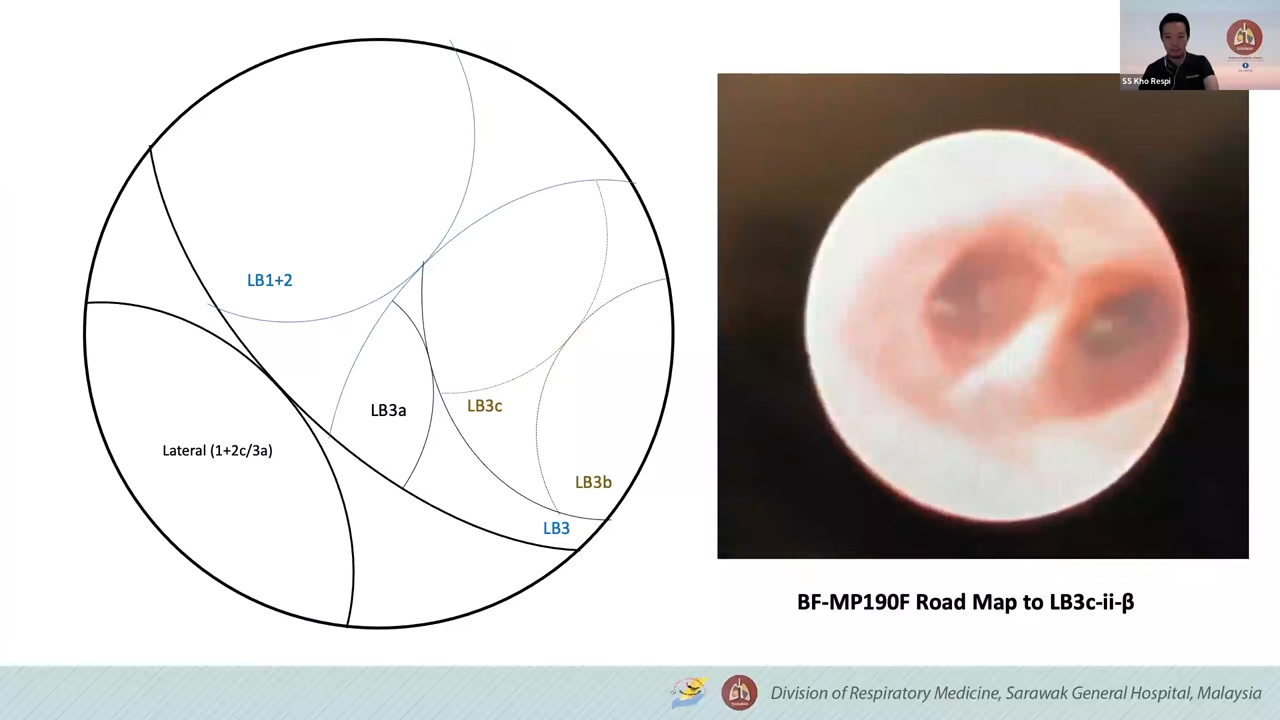 SS Kho Respi
LB1+2
LB3a
LB3c
Lateral (1+2c/3a)
LB3b
LB3
BF-MP190F Road Map to LB3c-ii-β
Division of Respiratory Medicine, Sarawak General Hospital, Malaysia